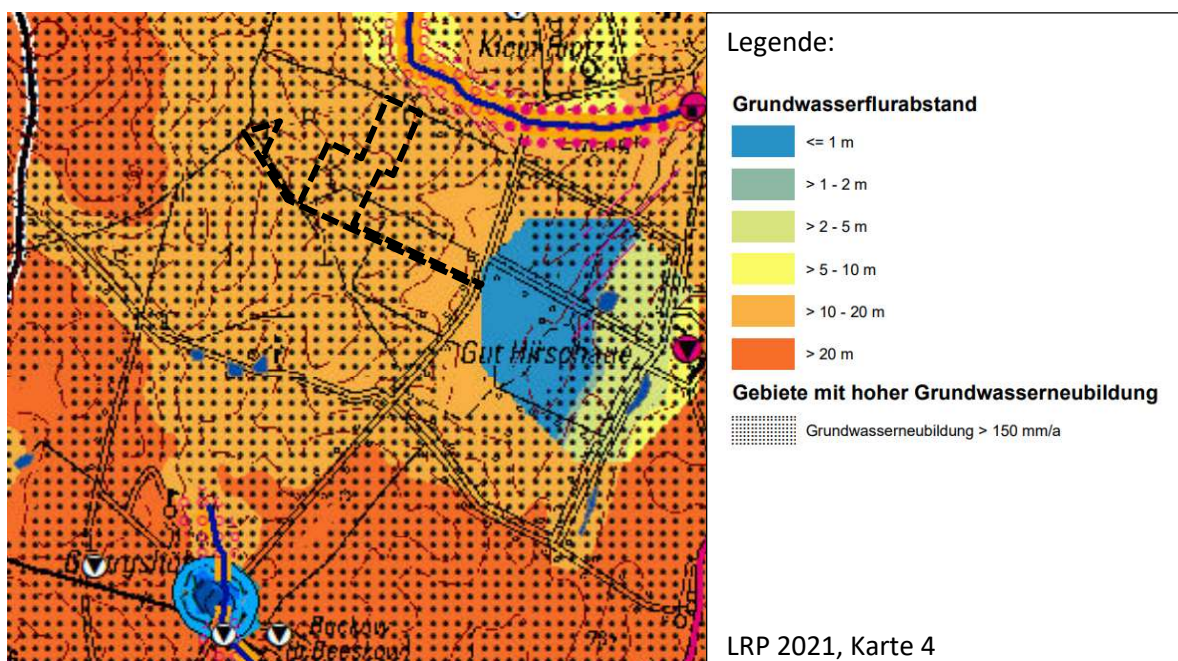 Legende:
Grundwasserflurabstand
<= 1 m
> 1 - 2 m
> 2 - 5 m
> 5 - 10 m
> 10 - 20 m
> 20 m
Gebiete mit hoher Grundwasserneubildung
Grundwasserneubildung > 150 mm/a
LRP 2021, Karte 4
Gut Hirschaue